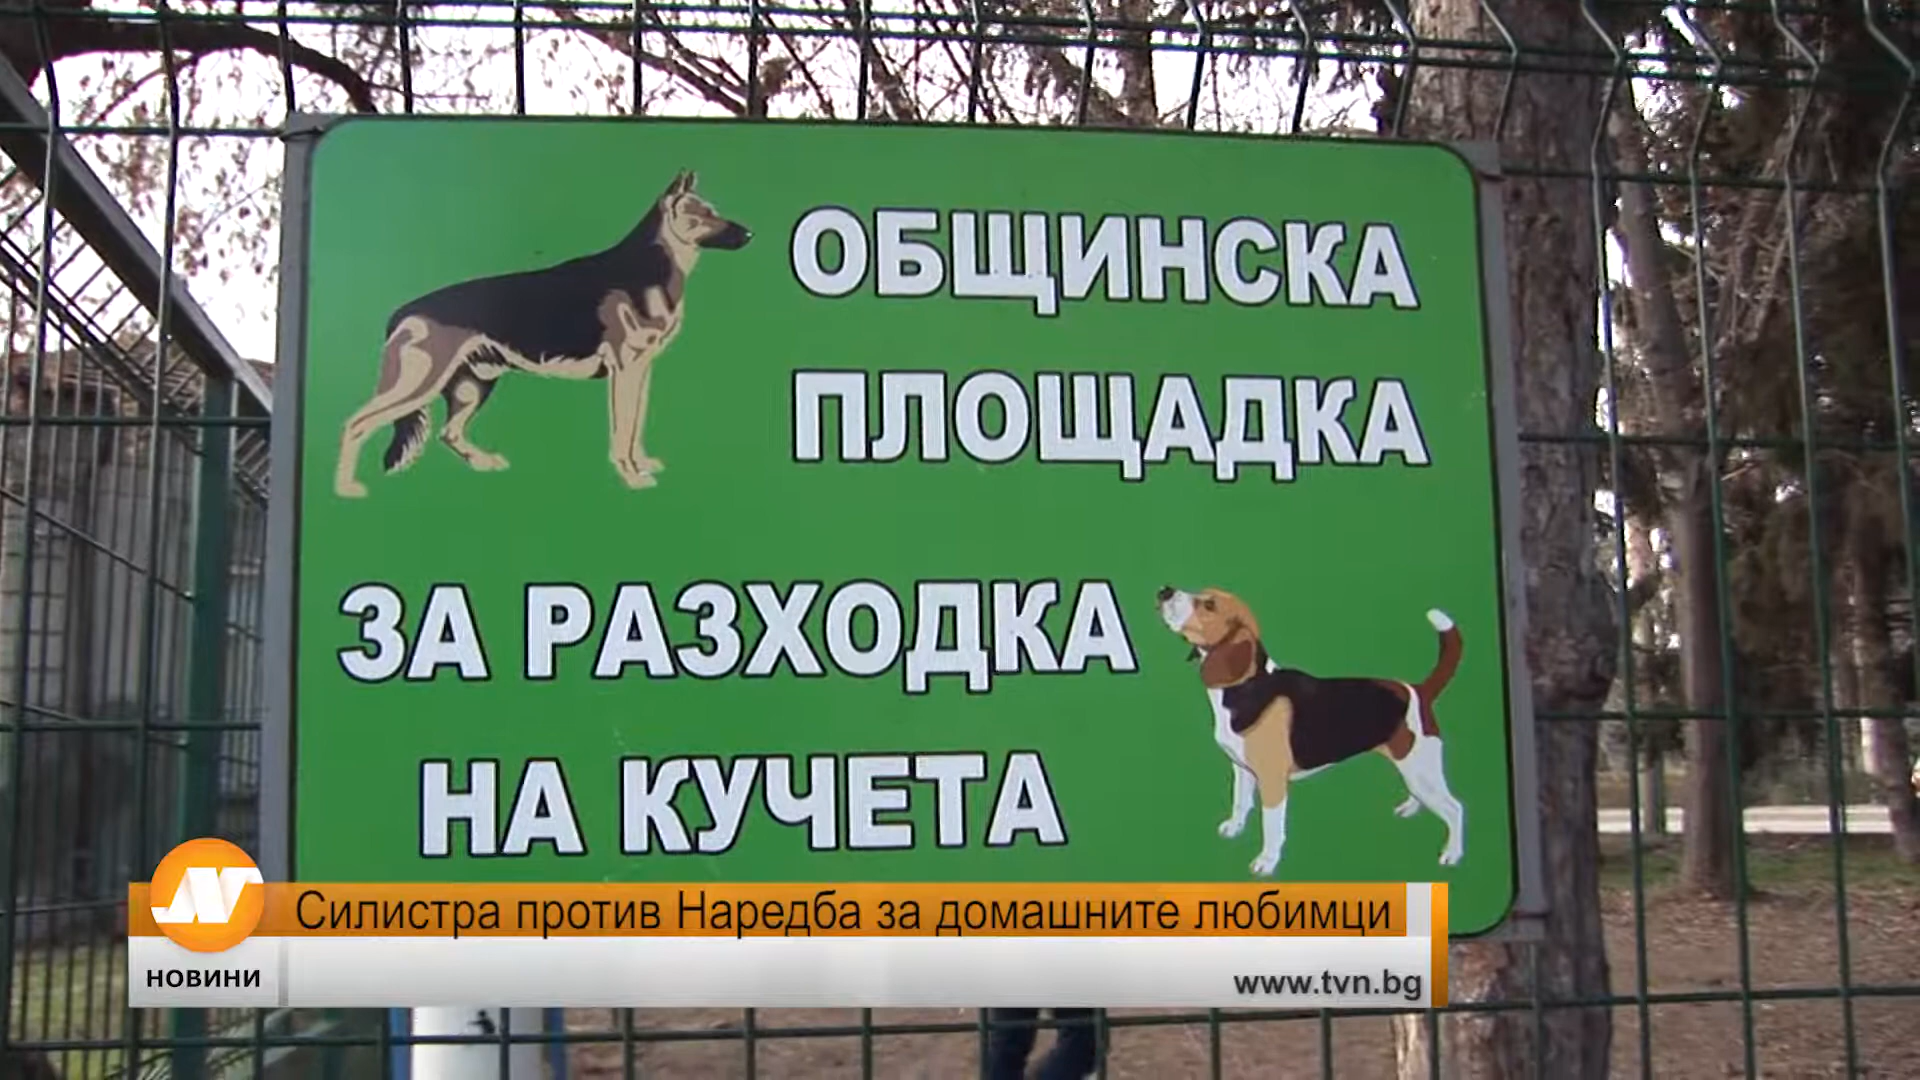 ОБЩИНСКА
ПЛОЩАДКА
ЗА РАЗХОДКА
НА КУЧЕТА
Силистра против Наредба за домашните любимци
НОВИНИ
www.tvn.bg